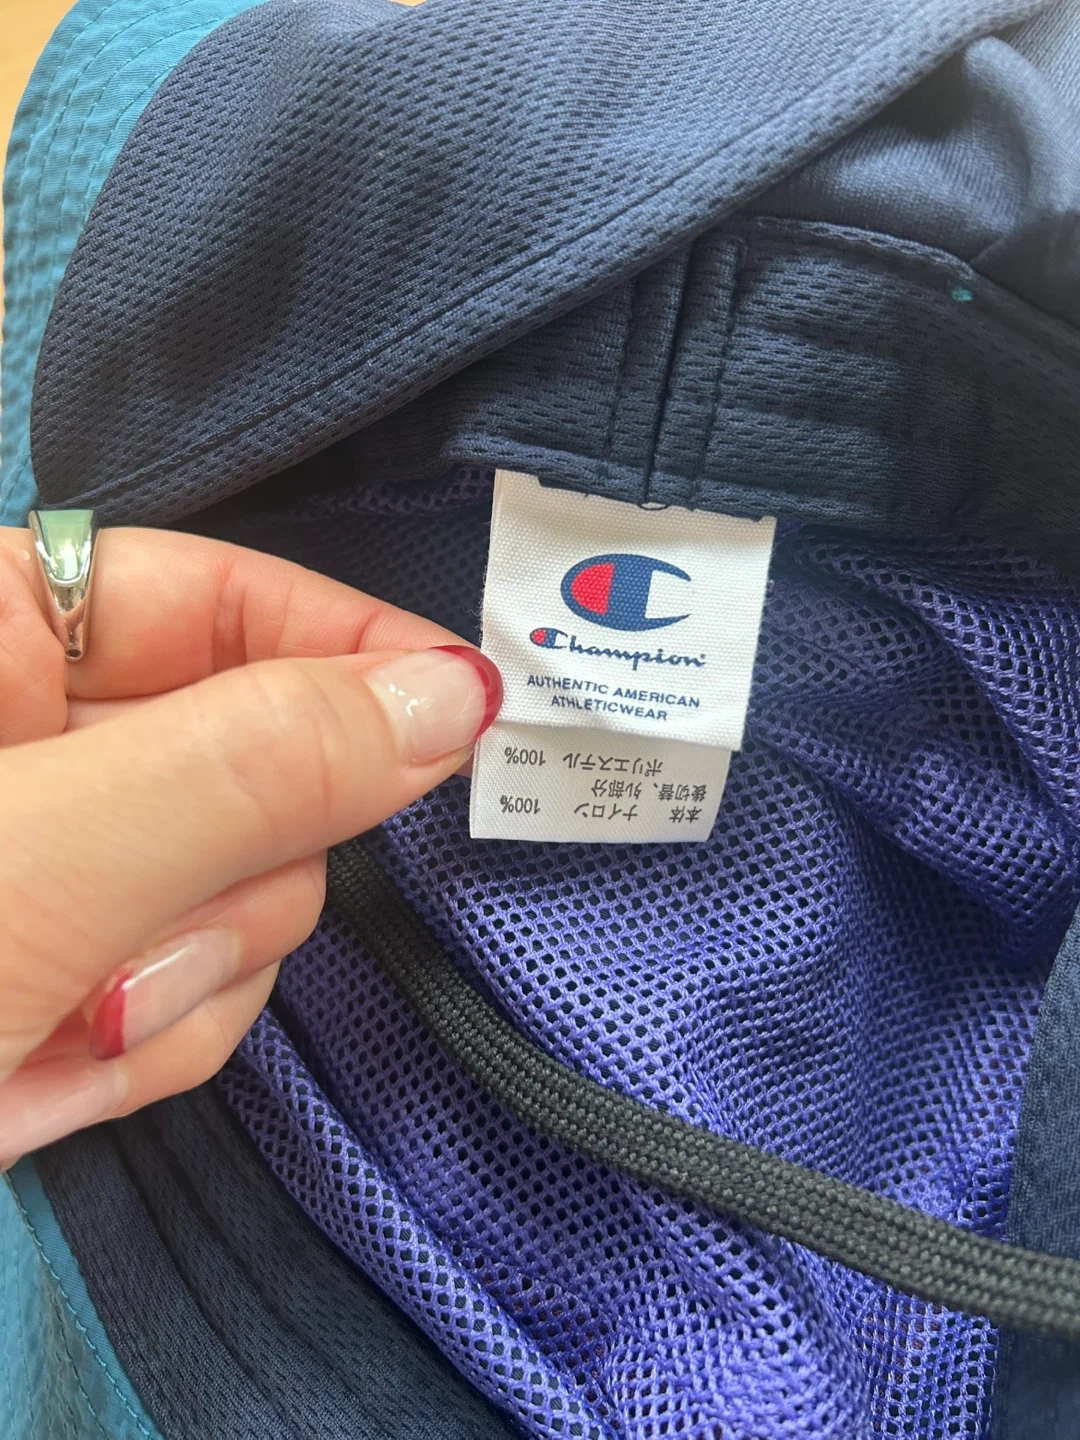 Champion
AUTHENTIC AMERICAN
ATHLETICWEAR
本体 ナイロン 100%
後切替、外部分
ポリエステル 100%